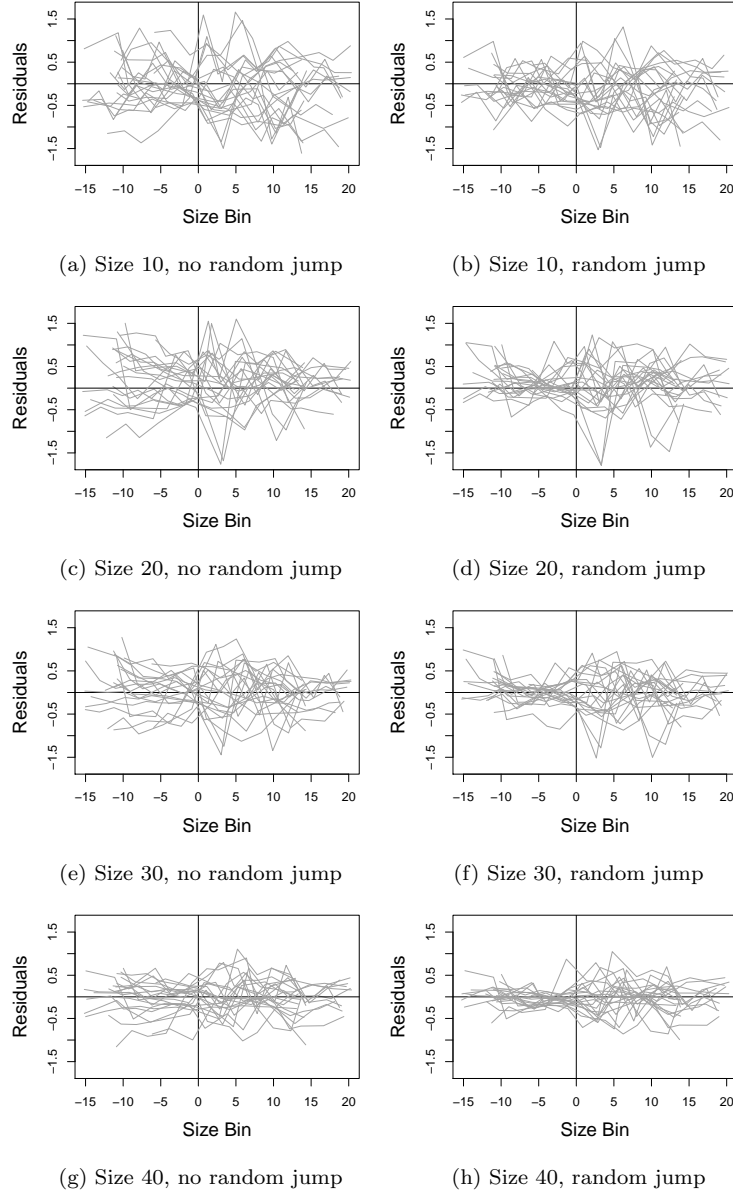 Residuals
1.5
0.5
−0.5
−1.5
−15 −10 −5 0 5 10 15 20
Size Bin
(a) Size 10, no random jump
Residuals
1.5
0.5
−0.5
−1.5
−15 −10 −5 0 5 10 15 20
Size Bin
(b) Size 10, random jump
Residuals
1.5
0.5
−0.5
−1.5
−15 −10 −5 0 5 10 15 20
Size Bin
(c) Size 20, no random jump
Residuals
1.5
0.5
−0.5
−1.5
−15 −10 −5 0 5 10 15 20
Size Bin
(d) Size 20, random jump
Residuals
1.5
0.5
−0.5
−1.5
−15 −10 −5 0 5 10 15 20
Size Bin
(e) Size 30, no random jump
Residuals
1.5
0.5
−0.5
−1.5
−15 −10 −5 0 5 10 15 20
Size Bin
(f) Size 30, random jump
Residuals
1.5
0.5
−0.5
−1.5
−15 −10 −5 0 5 10 15 20
Size Bin
(g) Size 40, no random jump
Residuals
1.5
0.5
−0.5
−1.5
−15 −10 −5 0 5 10 15 20
Size Bin
(h) Size 40, random jump